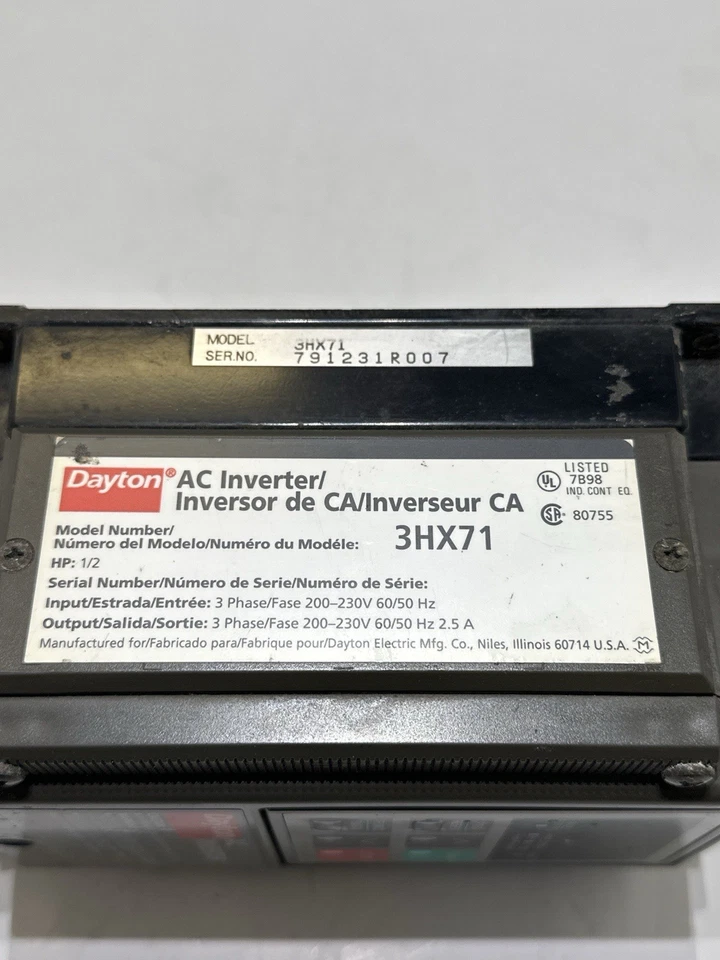 MODEL 3HX71
SER.NO. 791231R007
Dayton® AC Inverter/
Inversor de CA/Inverseur CA
Model Number/
Número del Modelo/Numéro du Modéle: 3HX71
HP: 1/2
Serial Number/Número de Serie/Numéro de Série:
Input/Estrada/Entrée: 3 Phase/Fase 200–230V 60/50 Hz
Output/Salida/Sortie: 3 Phase/Fase 200–230V 60/50 Hz 2.5 A
Manufactured for/Fabricado para/Fabrique pour/Dayton Electric Mfg. Co., Niles, Illinois 60714 U.S.A. M
UL LISTED
7B98
IND. CONT EQ.
SA 80755